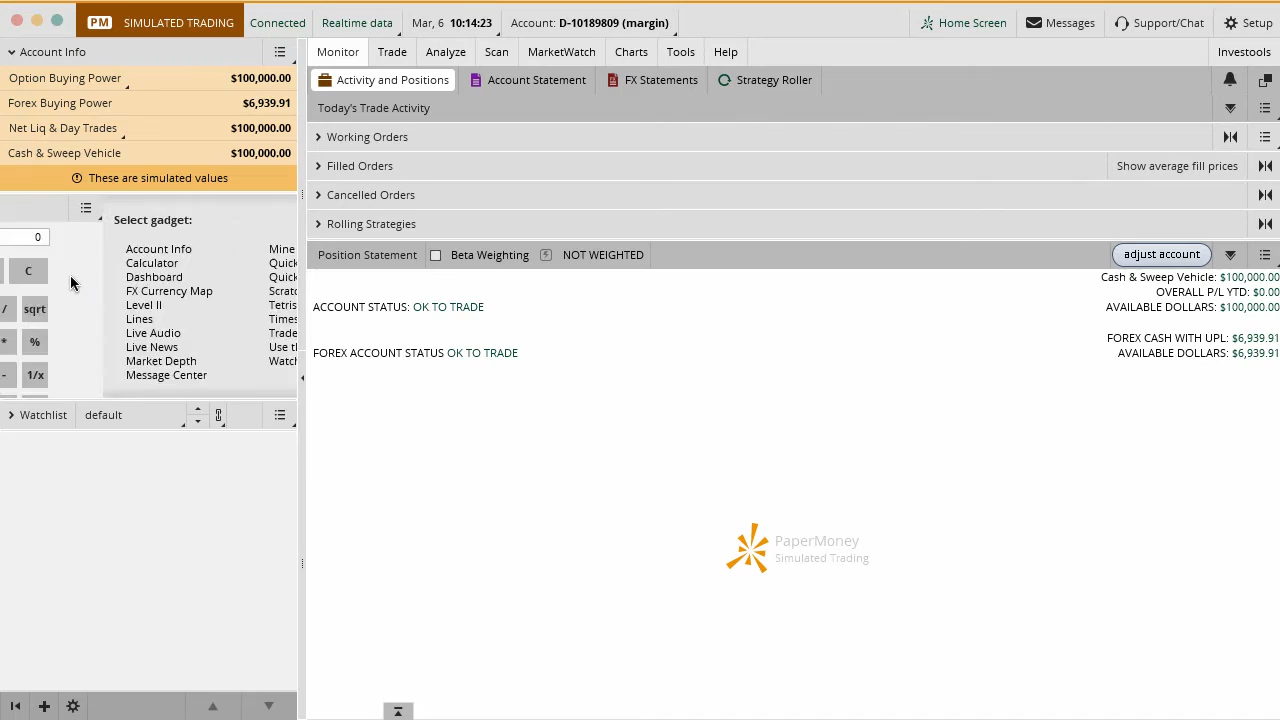 PM SIMULATED TRADING Connected Realtime data Mar, 6 10:14:23 Account: D-10189809 (margin) Home Screen Messages Support/Chat Setup
Account Info
Option Buying Power $100,000.00
Forex Buying Power $6,939.91
Net Liq & Day Trades $100,000.00
Cash & Sweep Vehicle $100,000.00
These are simulated values
0
C
/ sqrt
* %
- 1/x
Select gadget:
Account Info Mine
Calculator Quick
Dashboard Quick
FX Currency Map
Level II Tetris
Lines
Live Audio Trade
Live News
Market Depth
Message Center
Watchlist default
Monitor Trade Analyze Scan MarketWatch Charts Tools Help Investools
Activity and Positions Account Statement FX Statements Strategy Roller
Today's Trade Activity
Working Orders
Filled Orders Show average fill prices
Cancelled Orders
Rolling Strategies
Position Statement Beta Weighting NOT WEIGHTED adjust account
Cash & Sweep Vehicle: $100,000.00
OVERALL P/L YTD: $0.00
ACCOUNT STATUS: OK TO TRADE AVAILABLE DOLLARS: $100,000.00
FOREX CASH WITH UPL: $6,939.91
FOREX ACCOUNT STATUS OK TO TRADE AVAILABLE DOLLARS: $6,939.91
PaperMoney
Simulated Trading